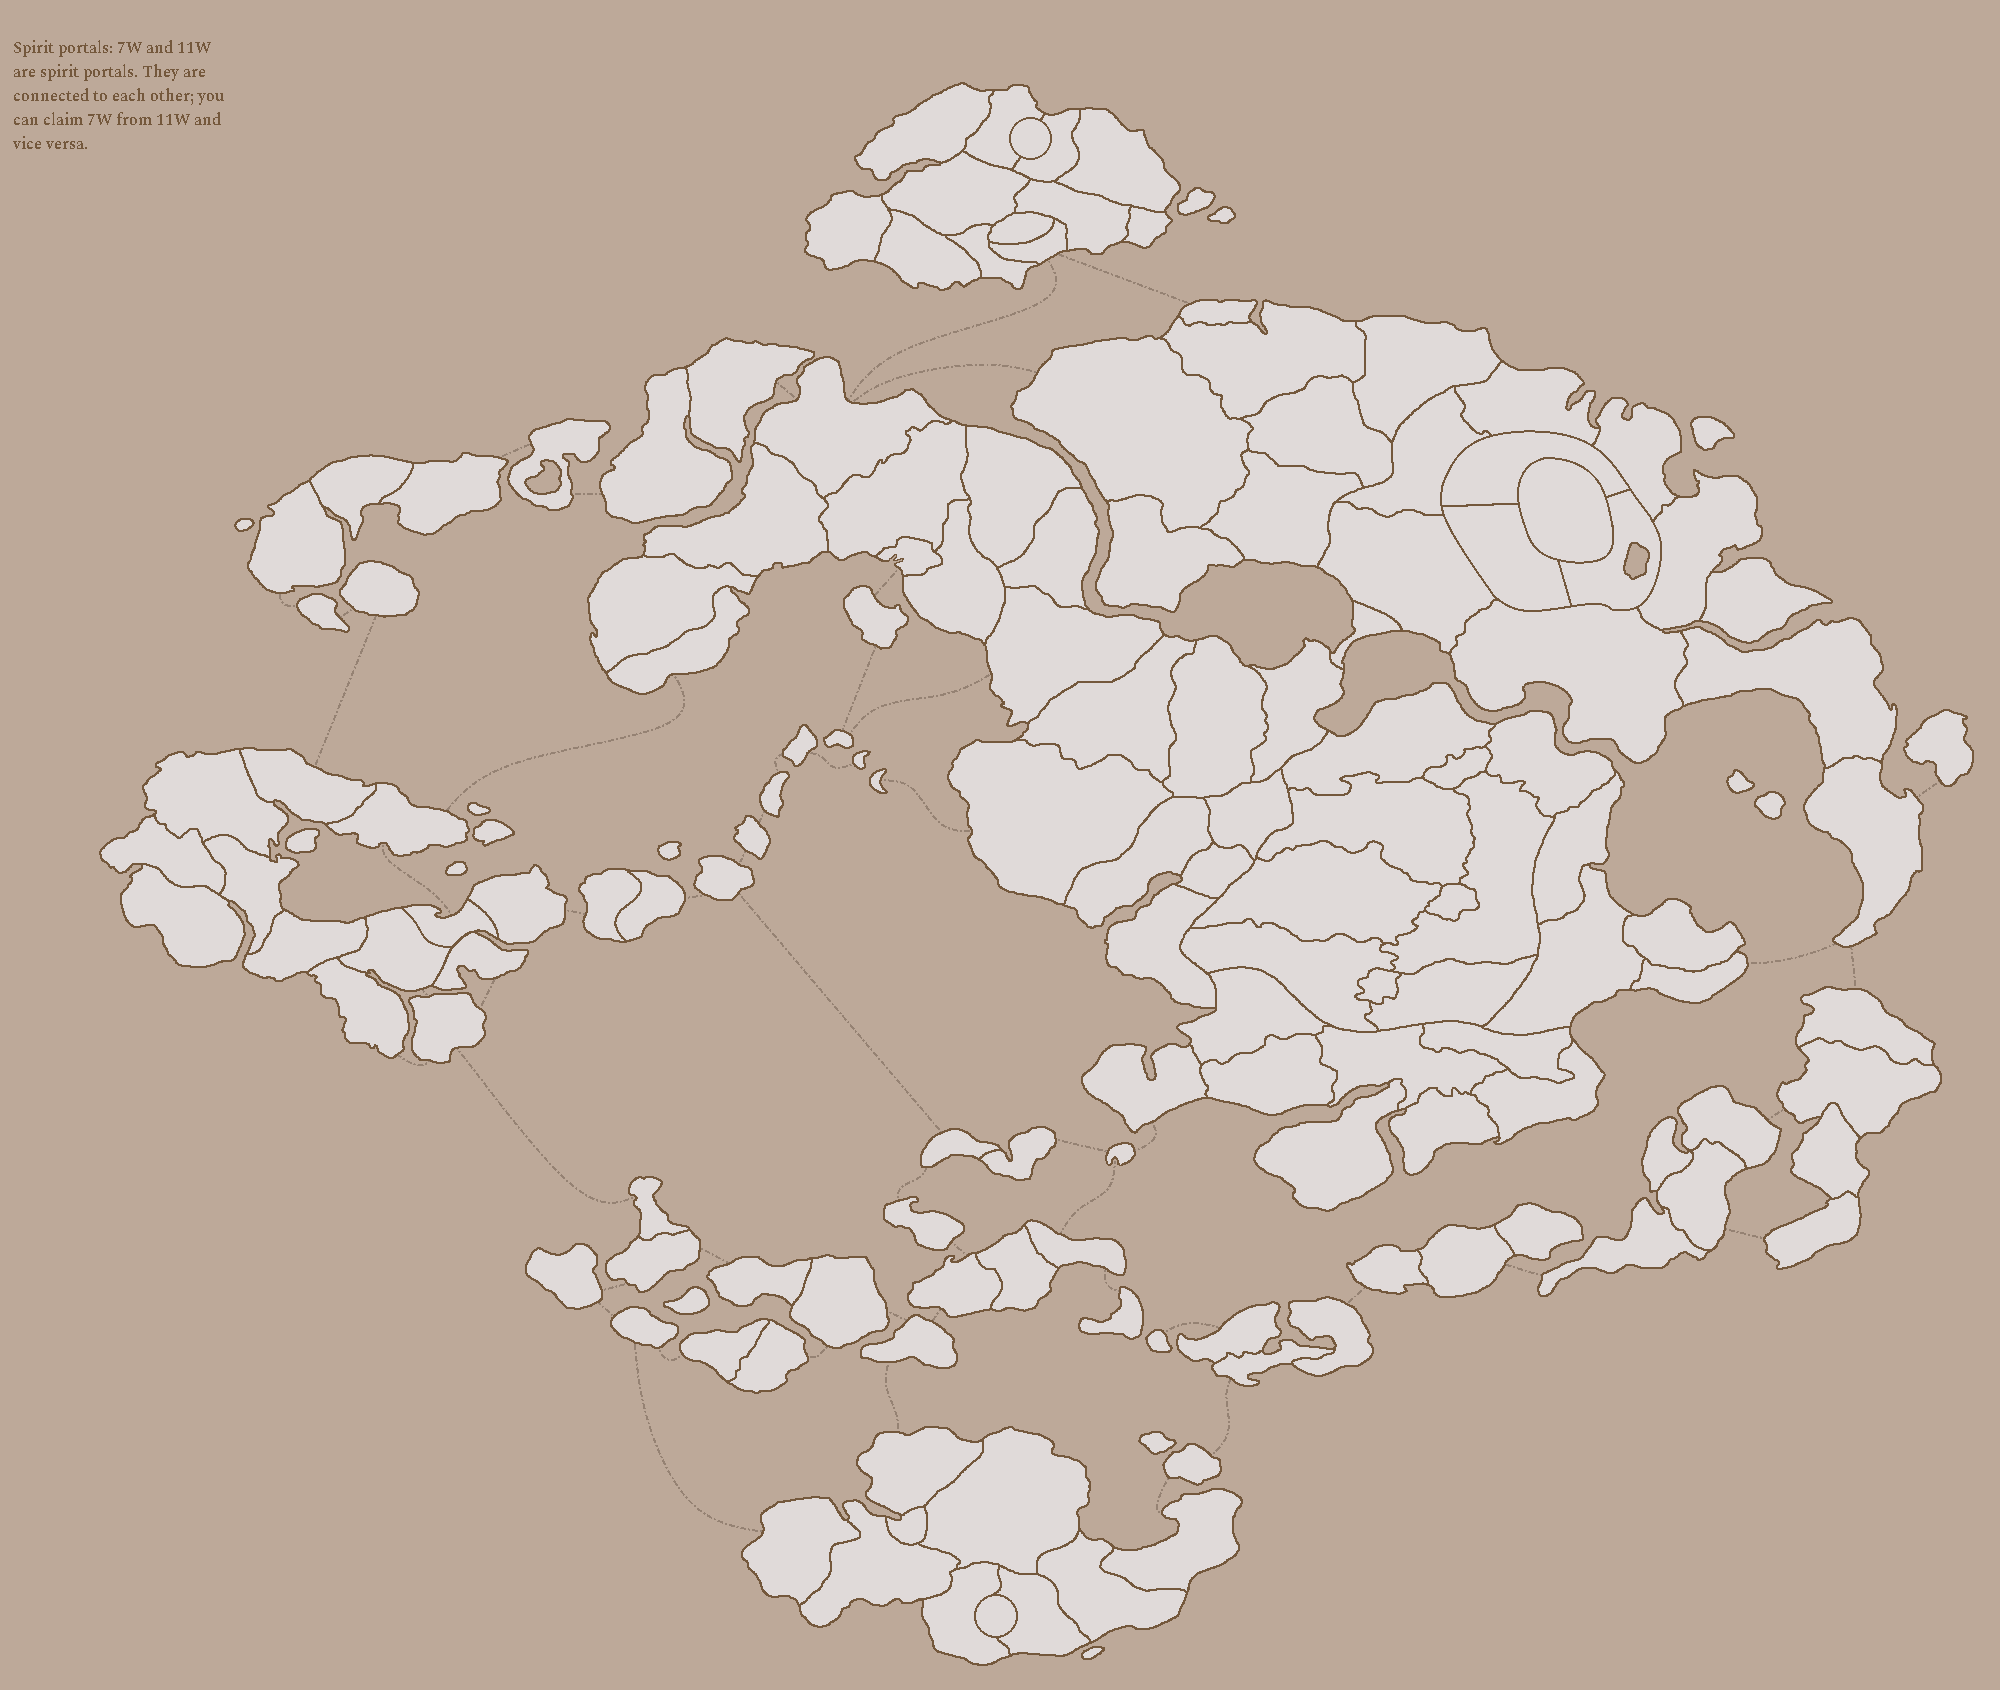 Spirit portals: 7W and 11W
are spirit portals. They are
connected to each other; you
can claim 7W from 11W and
vice versa.